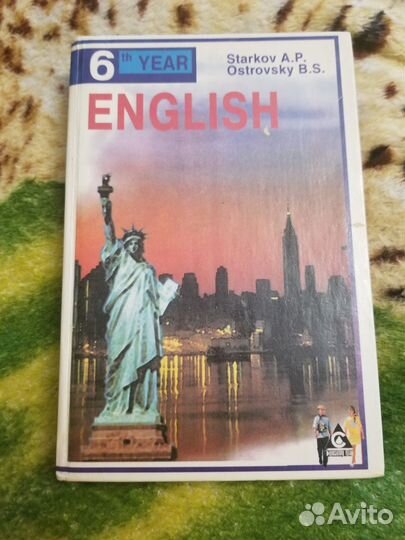 6th YEAR
Starkov A.P.
Ostrovsky B.S.
ENGLISH
Avito